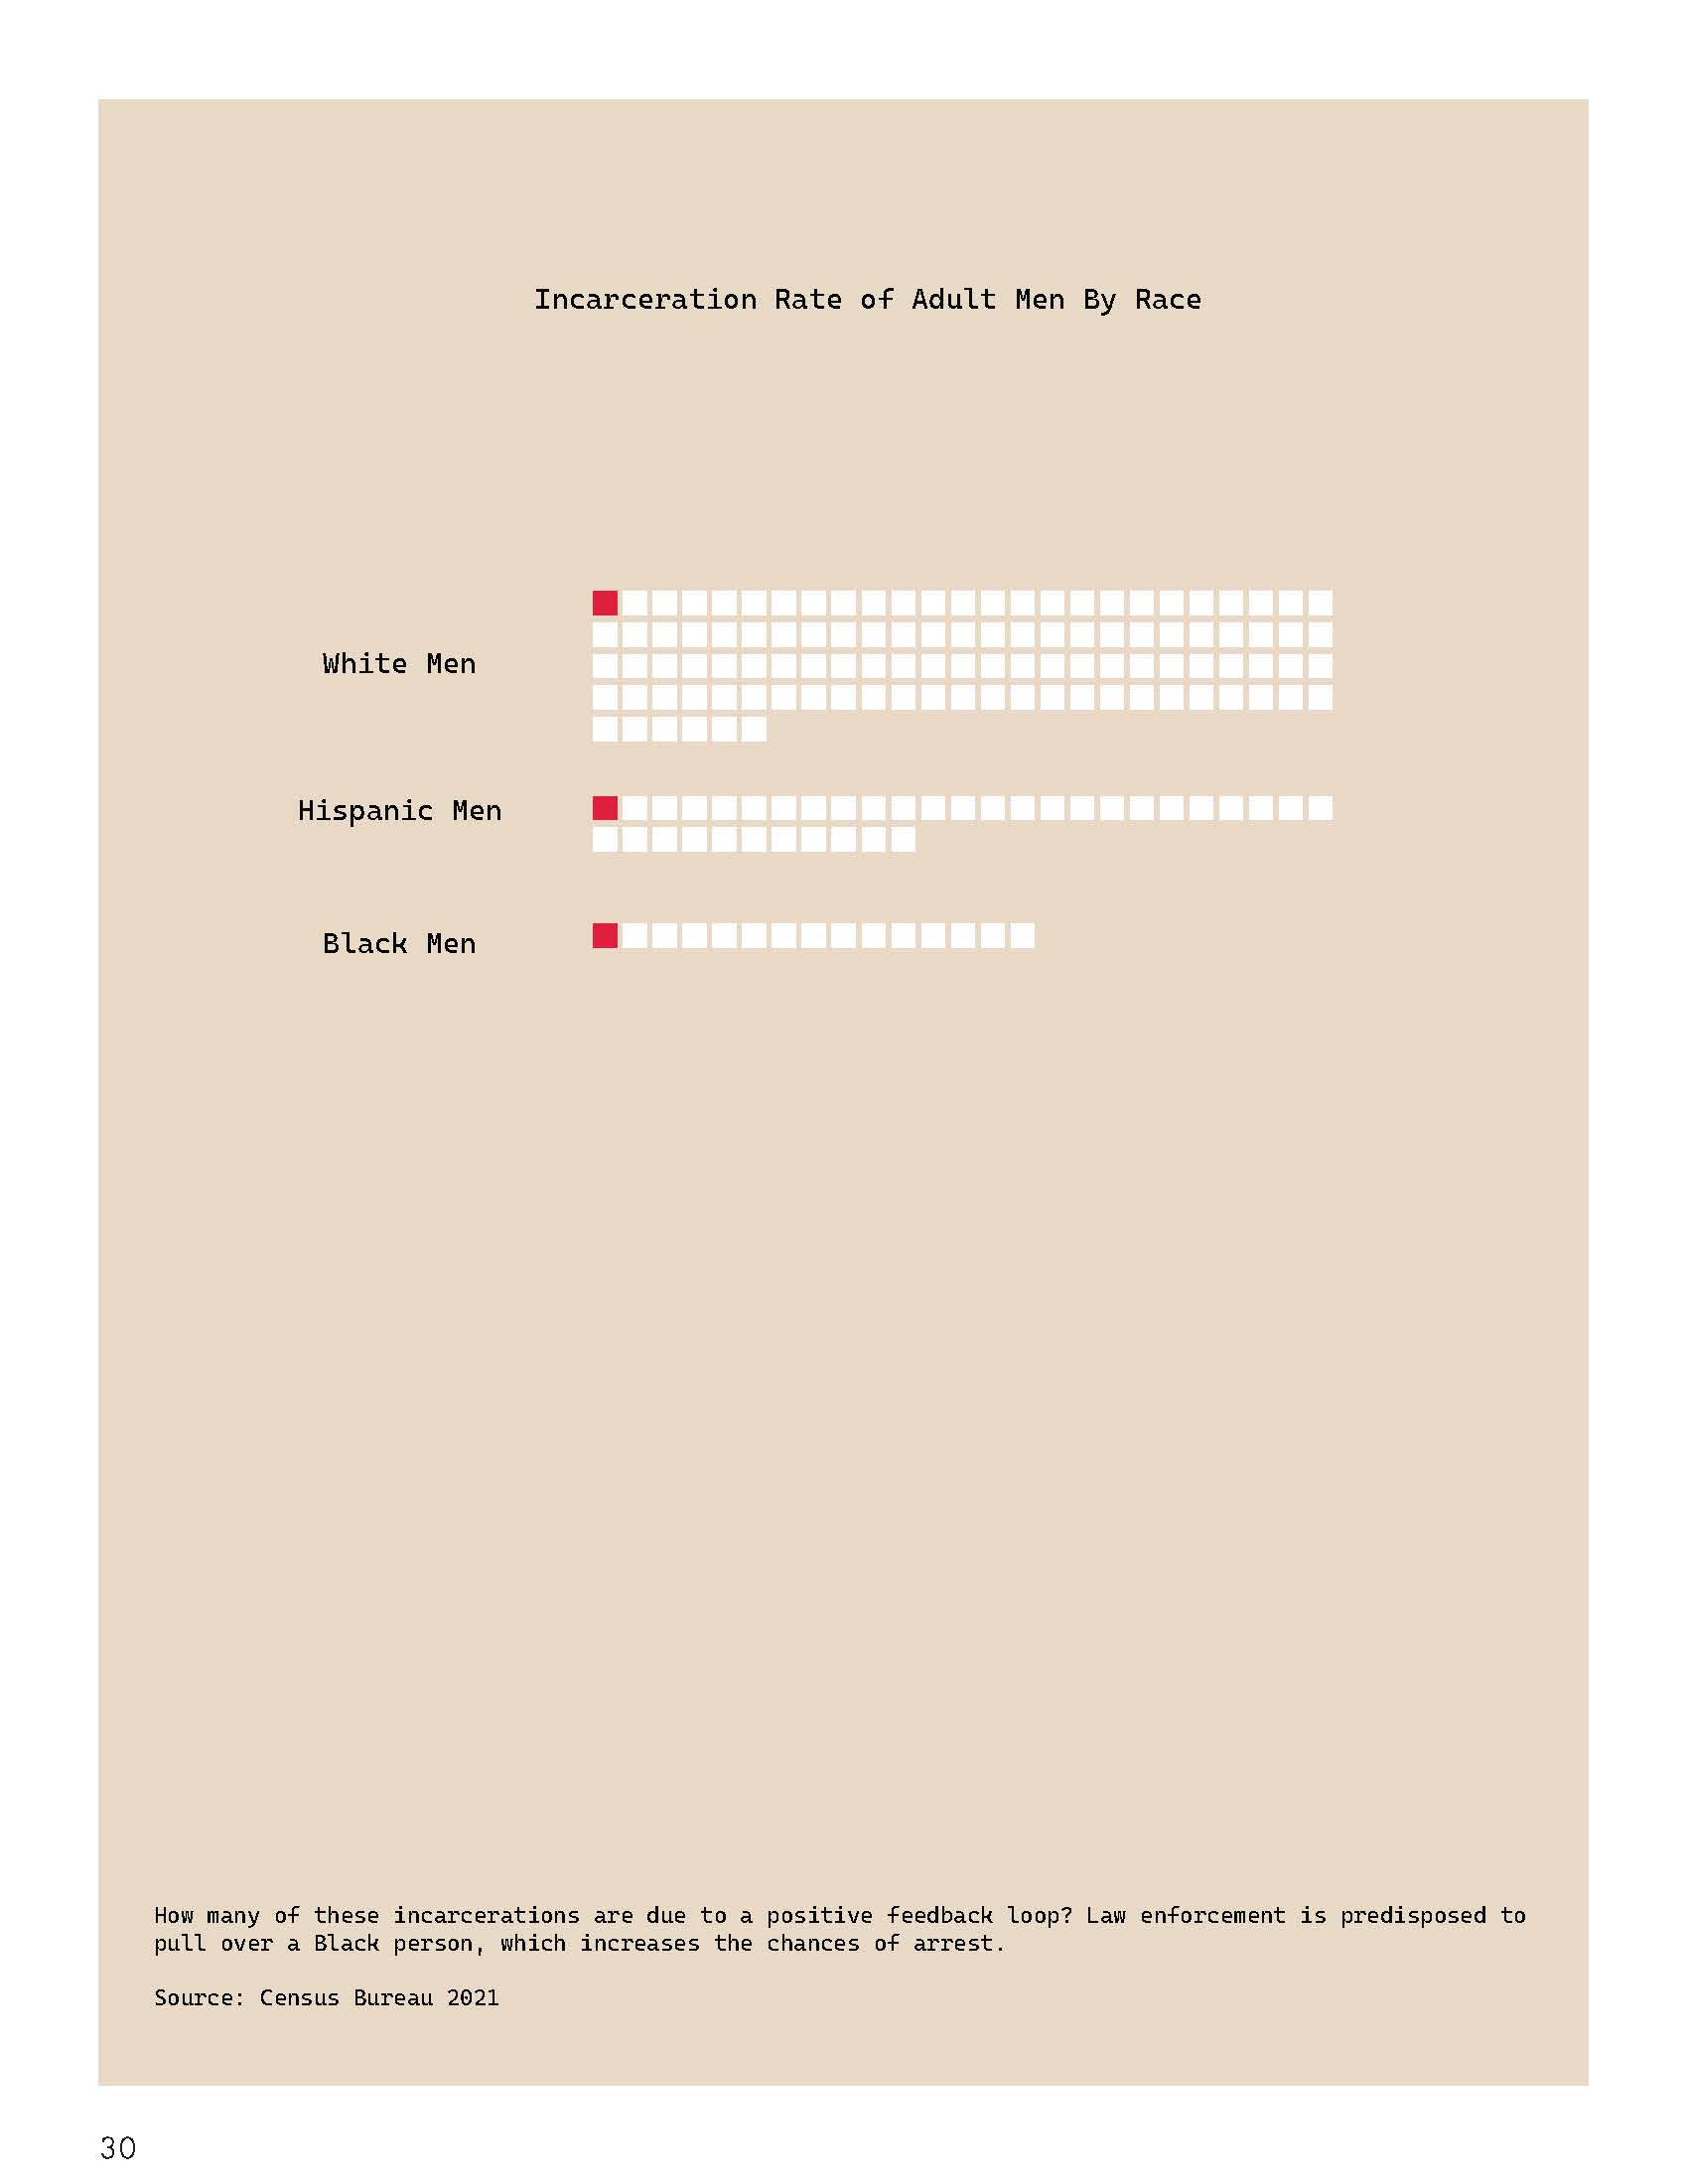 Incarceration Rate of Adult Men By Race
White Men
Hispanic Men
Black Men
How many of these incarcerations are due to a positive feedback loop? Law enforcement is predisposed to
pull over a Black person, which increases the chances of arrest.
Source: Census Bureau 2021
30